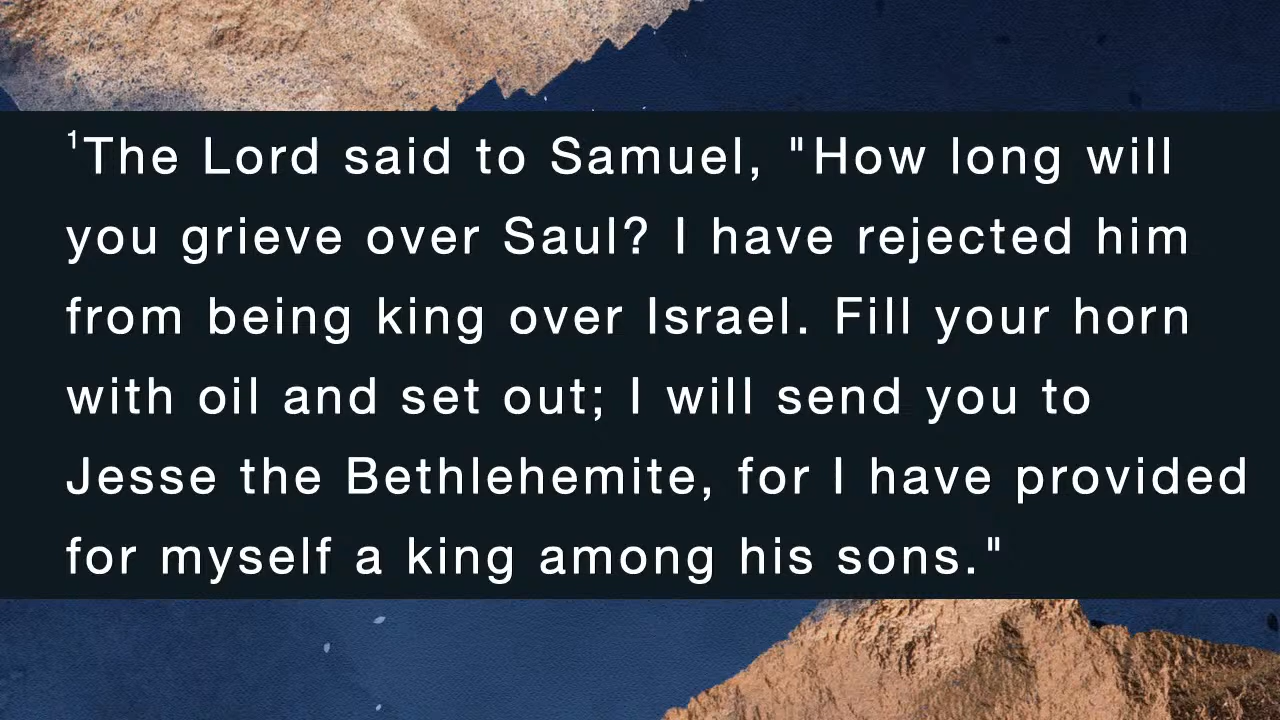 ¹The Lord said to Samuel, "How long will
you grieve over Saul? I have rejected him
from being king over Israel. Fill your horn
with oil and set out; I will send you to
Jesse the Bethlehemite, for I have provided
for myself a king among his sons."